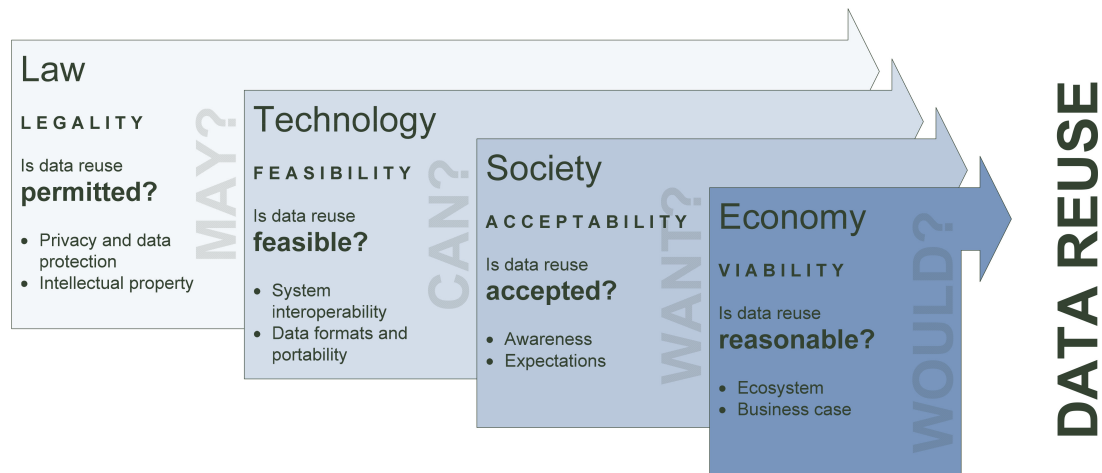 Law
LEGALITY
Is data reuse
permitted?
• Privacy and data
protection
• Intellectual property
MAY?
Technology
FEASIBILITY
Is data reuse
feasible?
• System
interoperability
• Data formats and
portability
CAN?
Society
ACCEPTABILITY
Is data reuse
accepted?
• Awareness
• Expectations
WANT?
Economy
VIABILITY
Is data reuse
reasonable?
• Ecosystem
• Business case
WOULD?
DATA REUSE